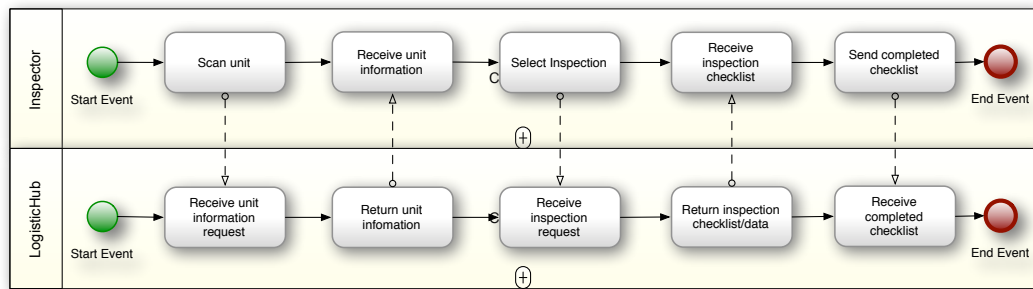 Inspector
Start Event
Scan unit
Receive unit
information
C
Select Inspection
Receive
inspection
checklist
Send completed
checklist
End Event
LogisticHub
Start Event
Receive unit
information
request
Return unit
infomation
C
Receive
inspection
request
Return inspection
checklist/data
Receive
completed
checklist
End Event